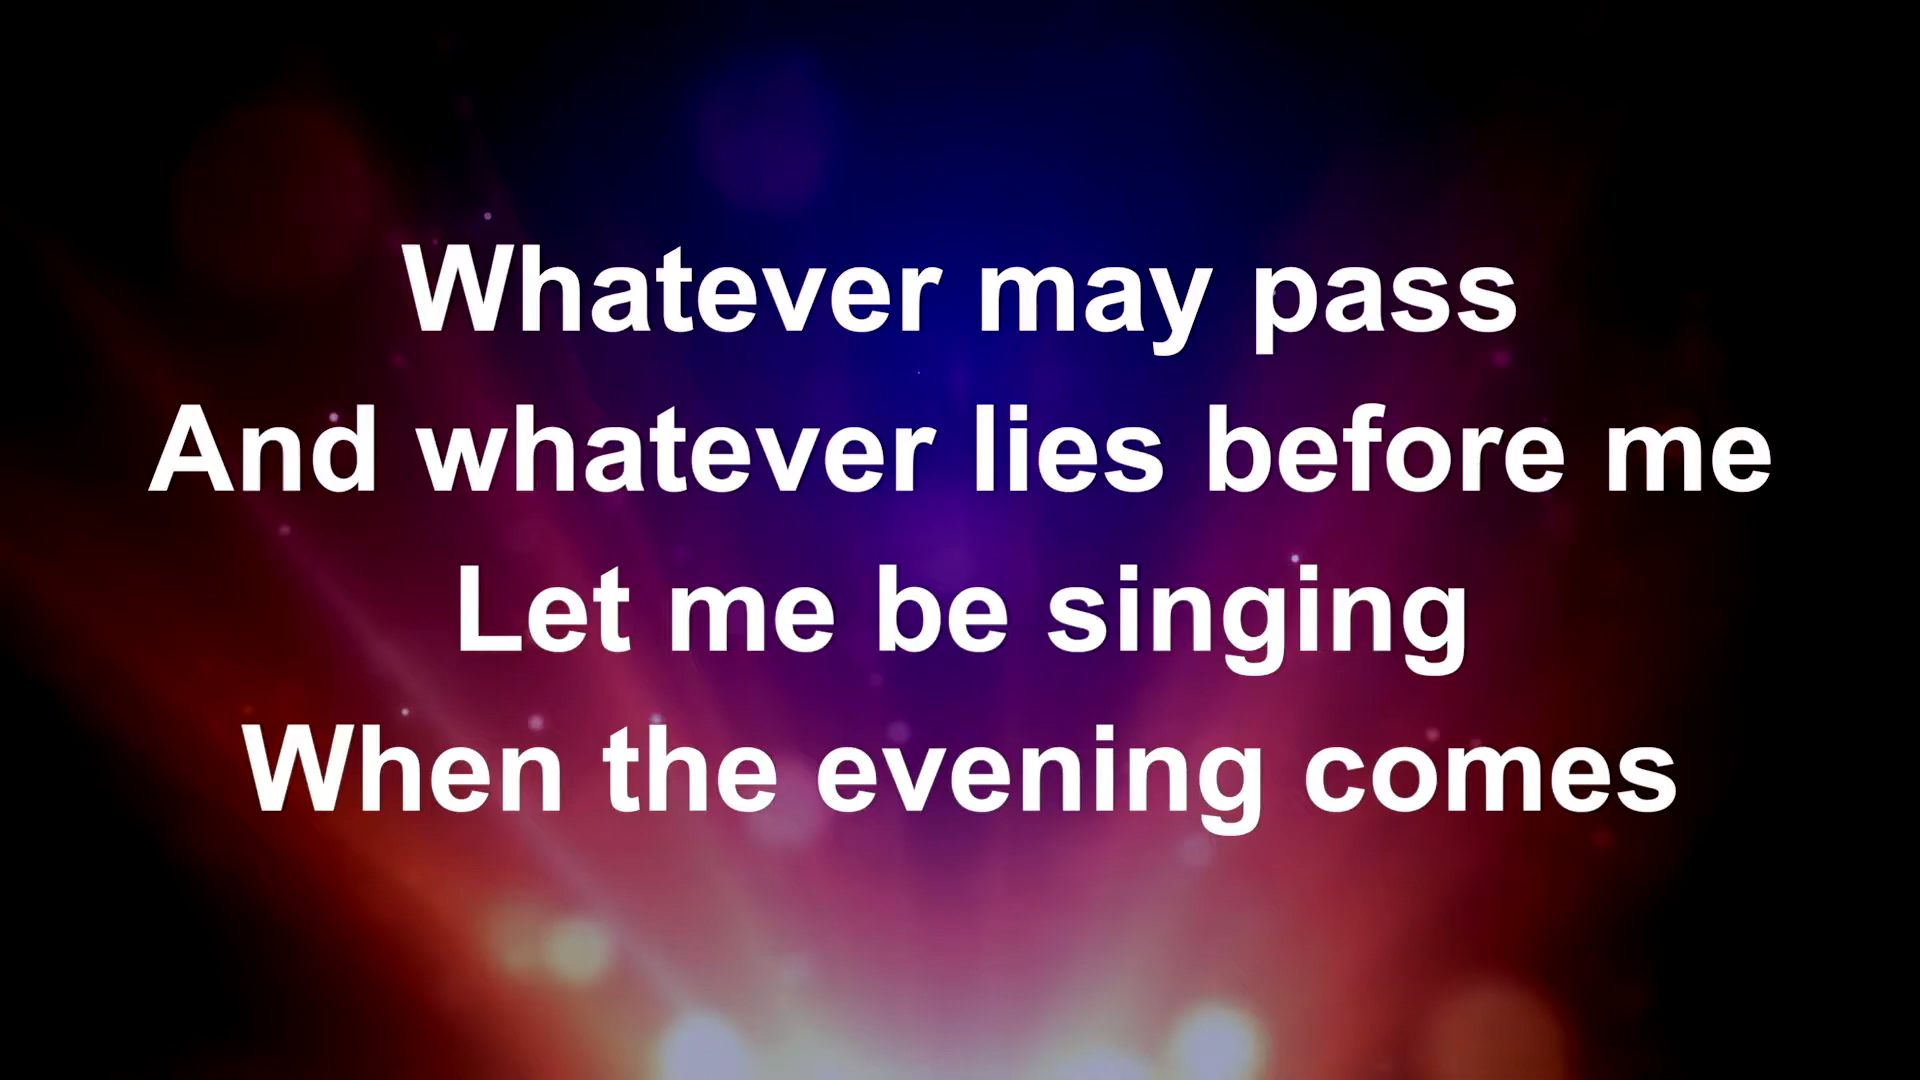 Whatever may pass
And whatever lies before me
Let me be singing
When the evening comes